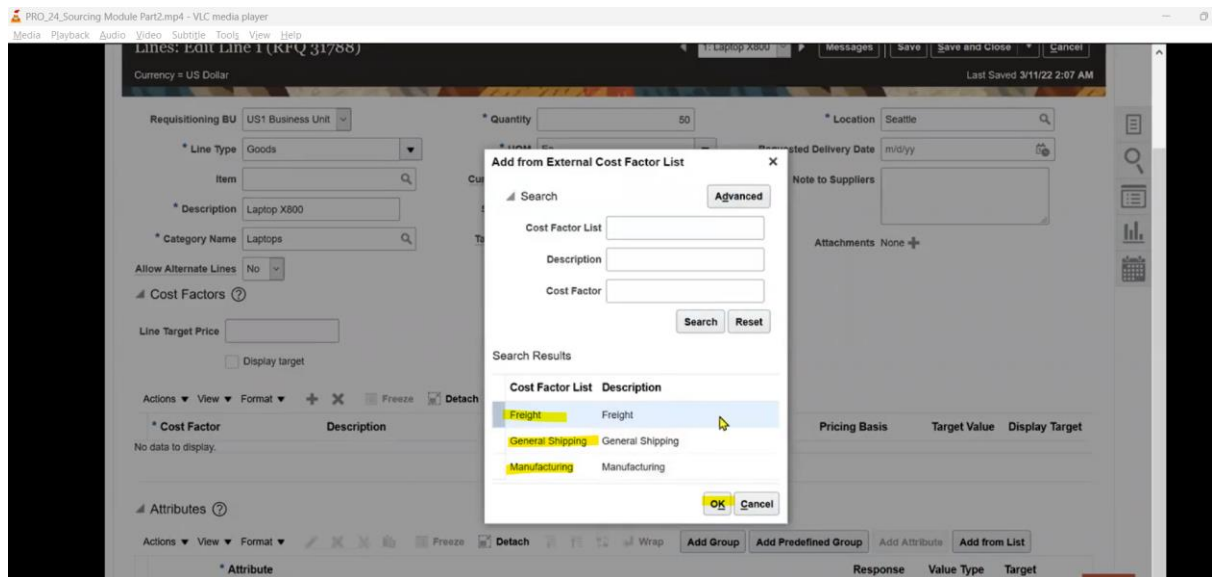 PRO_24_Sourcing Module Part2.mp4 - VLC media player
Media Playback Audio Video Subtitle Tools View Help
Lines: Edit Line 1 (RFQ 31788)
1: Laptop X800
Messages Save Save and Close Cancel
Currency = US Dollar
Last Saved 3/11/22 2:07 AM
Requisitioning BU US1 Business Unit
* Quantity 50
* Location Seattle
* Line Type Goods
Requested Delivery Date m/d/yy
Add from External Cost Factor List
Item
Note to Suppliers
Search
Advanced
* Description Laptop X800
Cost Factor List
* Category Name Laptops
Attachments None
Description
Allow Alternate Lines No
Cost Factor
Cost Factors
Search Reset
Line Target Price
Display target
Search Results
Cost Factor List Description
Actions View Format Freeze Detach
Freight Freight
* Cost Factor Description Pricing Basis Target Value Display Target
General Shipping General Shipping
No data to display.
Manufacturing Manufacturing
OK Cancel
Attributes
Actions View Format Freeze Detach Wrap Add Group Add Predefined Group Add Attribute Add from List
* Attribute Response Value Type Target